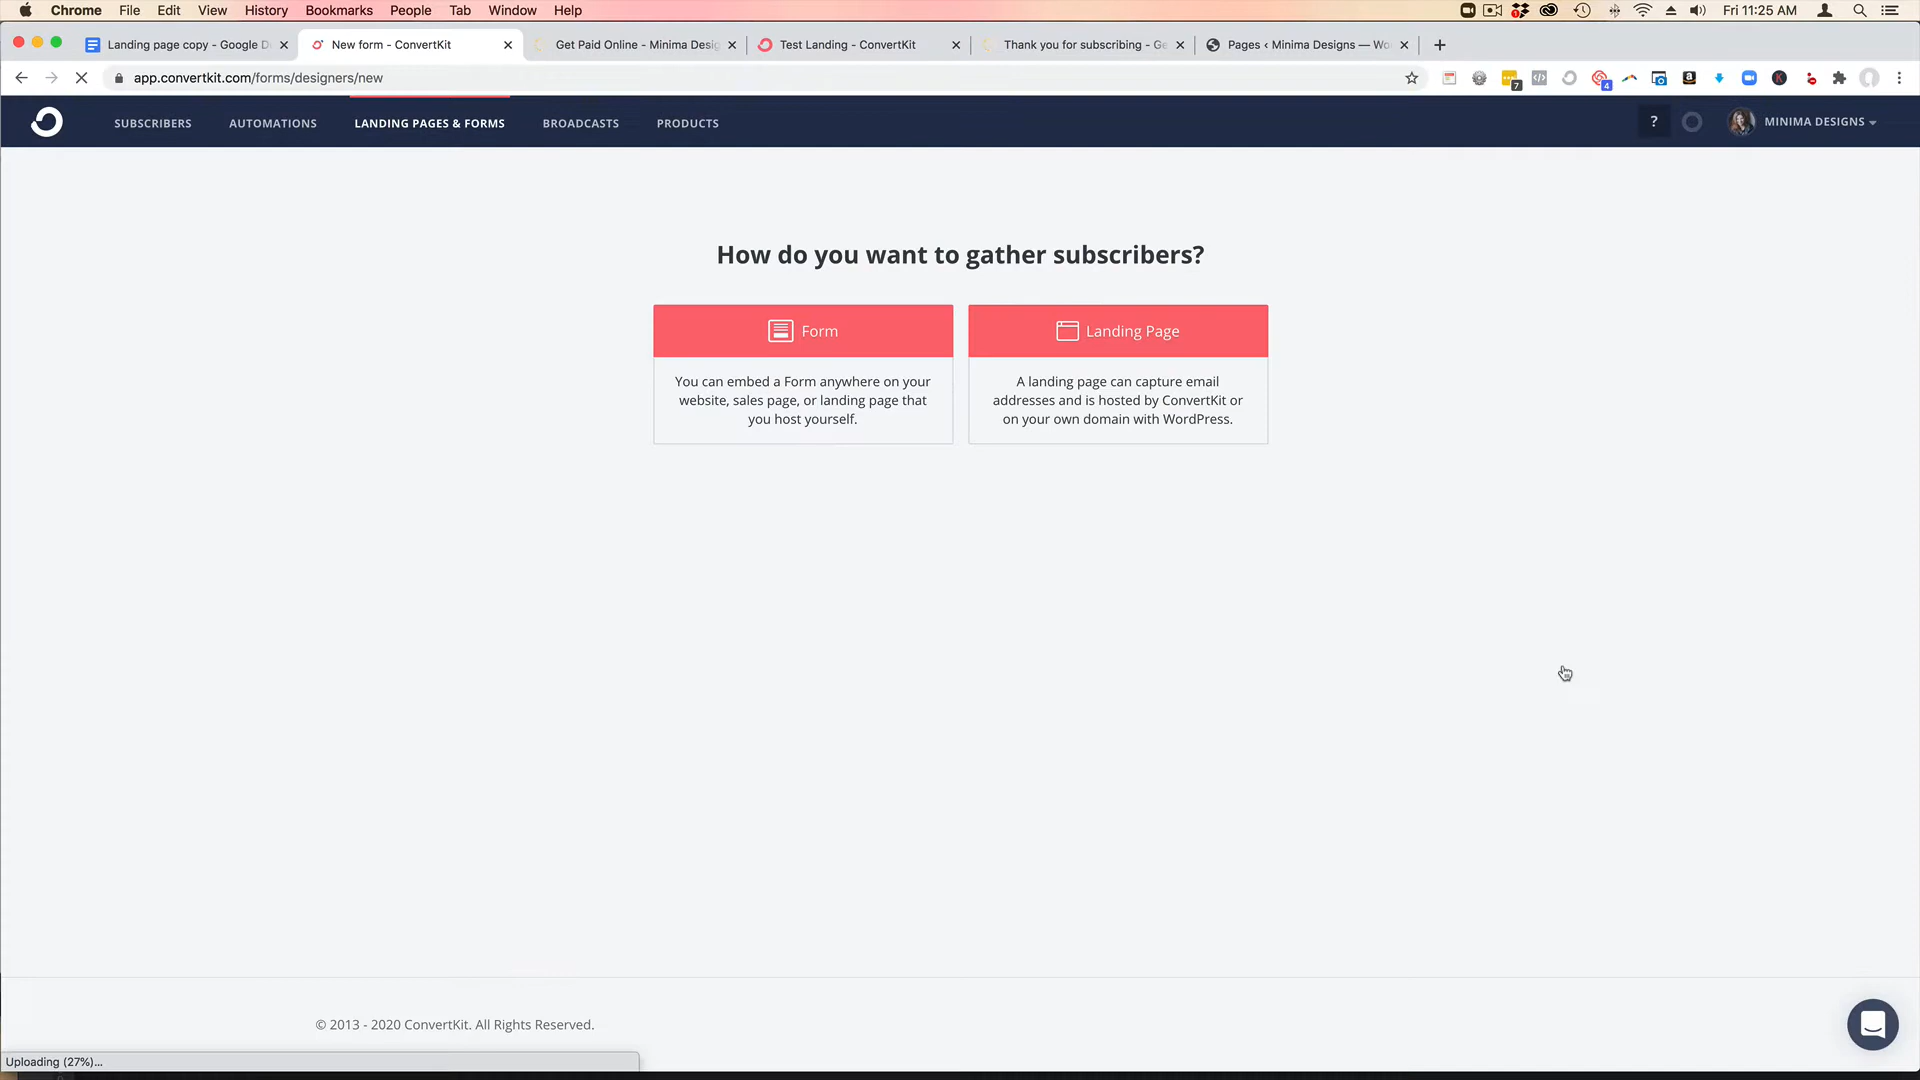 Chrome File Edit View History Bookmarks People Tab Window Help Fri 11:25 AM
Landing page copy - Google D New form - ConvertKit Get Paid Online - Minima Desig Test Landing - ConvertKit Thank you for subscribing - Ge Pages ‹ Minima Designs — Wo
app.convertkit.com/forms/designers/new 7 4
SUBSCRIBERS AUTOMATIONS LANDING PAGES & FORMS BROADCASTS PRODUCTS ? MINIMA DESIGNS
How do you want to gather subscribers?
Form
You can embed a Form anywhere on your
website, sales page, or landing page that
you host yourself.
Landing Page
A landing page can capture email
addresses and is hosted by ConvertKit or
on your own domain with WordPress.
© 2013 - 2020 ConvertKit. All Rights Reserved.
Uploading (27%)...